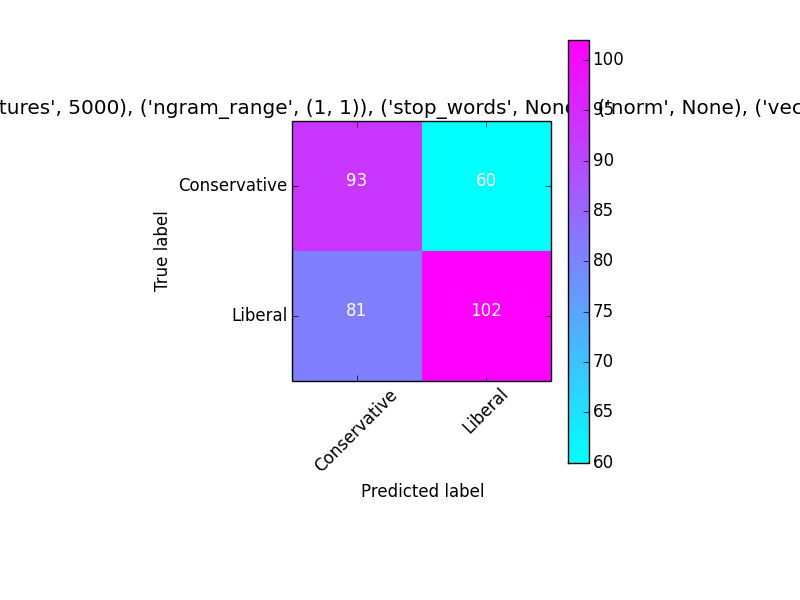 tures', 5000), ('ngram_range', (1, 1)), ('stop_words', None), ('norm', None), ('vec
100
95
90
85
80
75
70
65
60
Conservative
Liberal
True label
93 60
81 102
Conservative Liberal
Predicted label